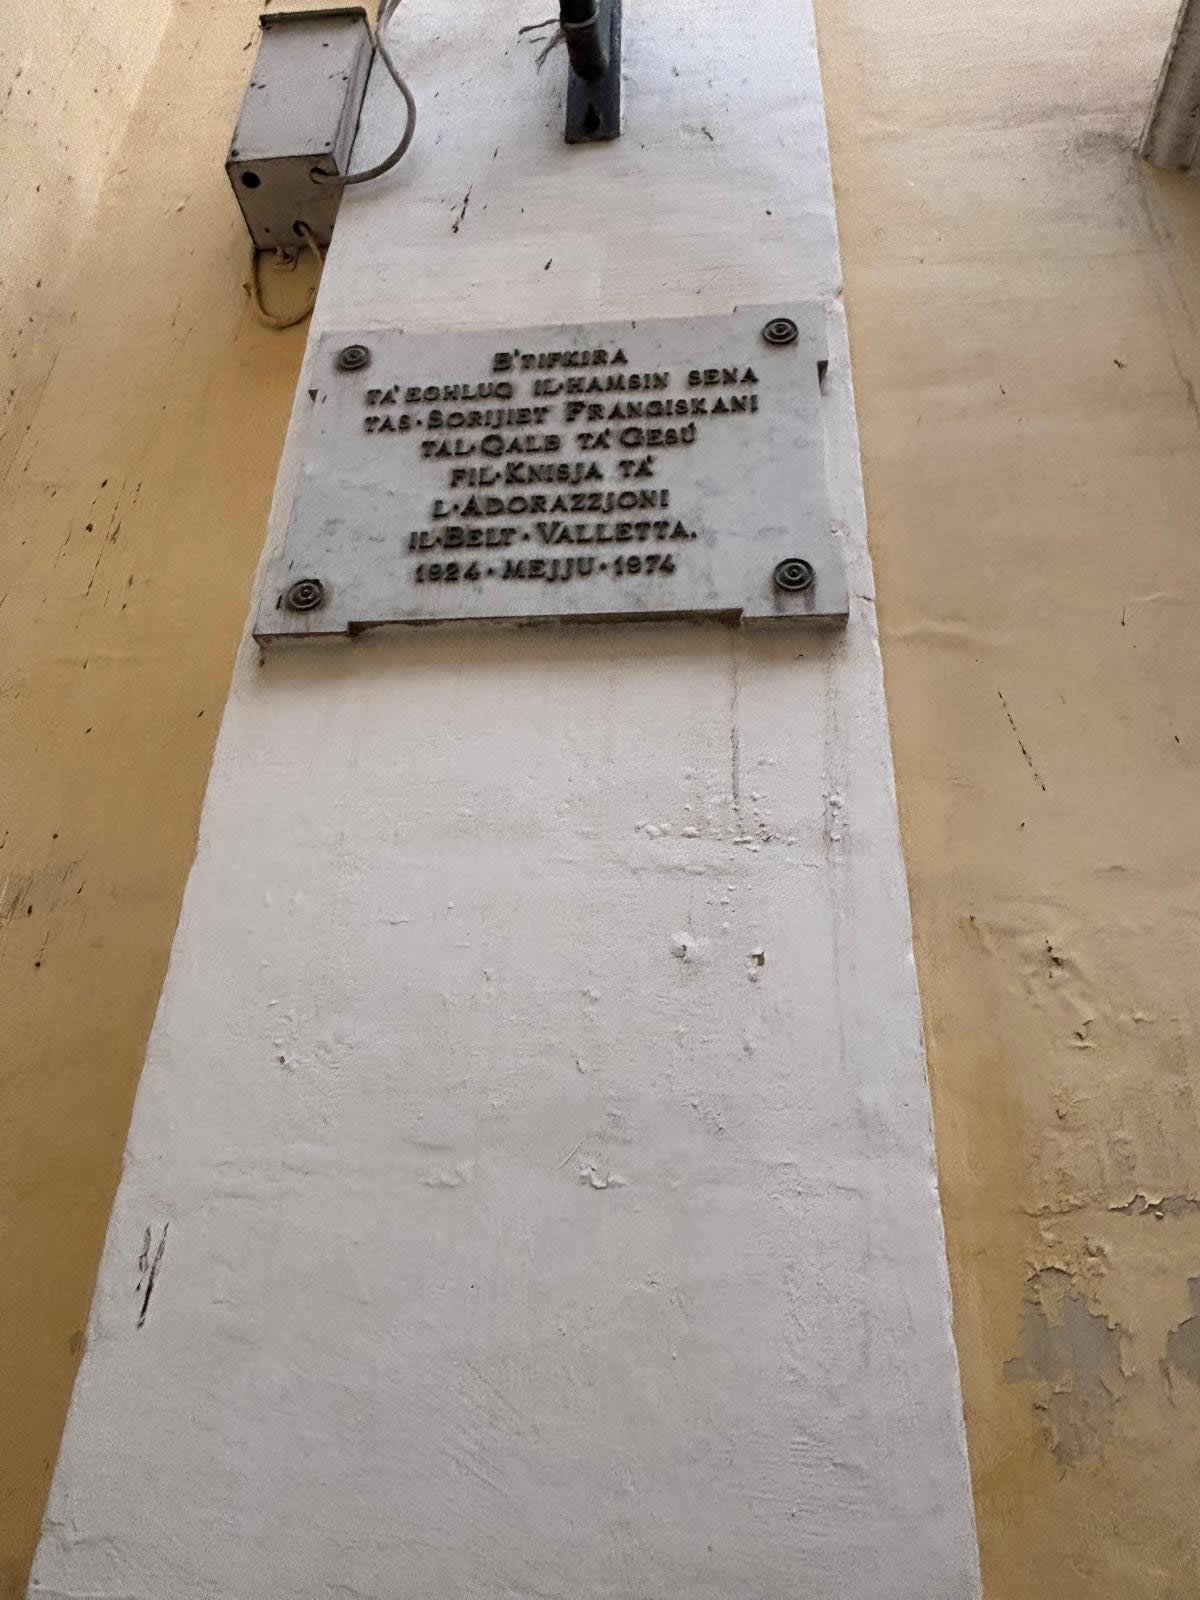 B'TIFKIRA
TA' EGHLUQ IL·HAMSIN SENA
TAS·SORIJIET FRANGISKANI
TAL·QALB TA' GESÚ
FIL·KNISJA TA'
L·ADORAZZJONI
IL·BELT·VALLETTA.
1924·MEJJU·1974